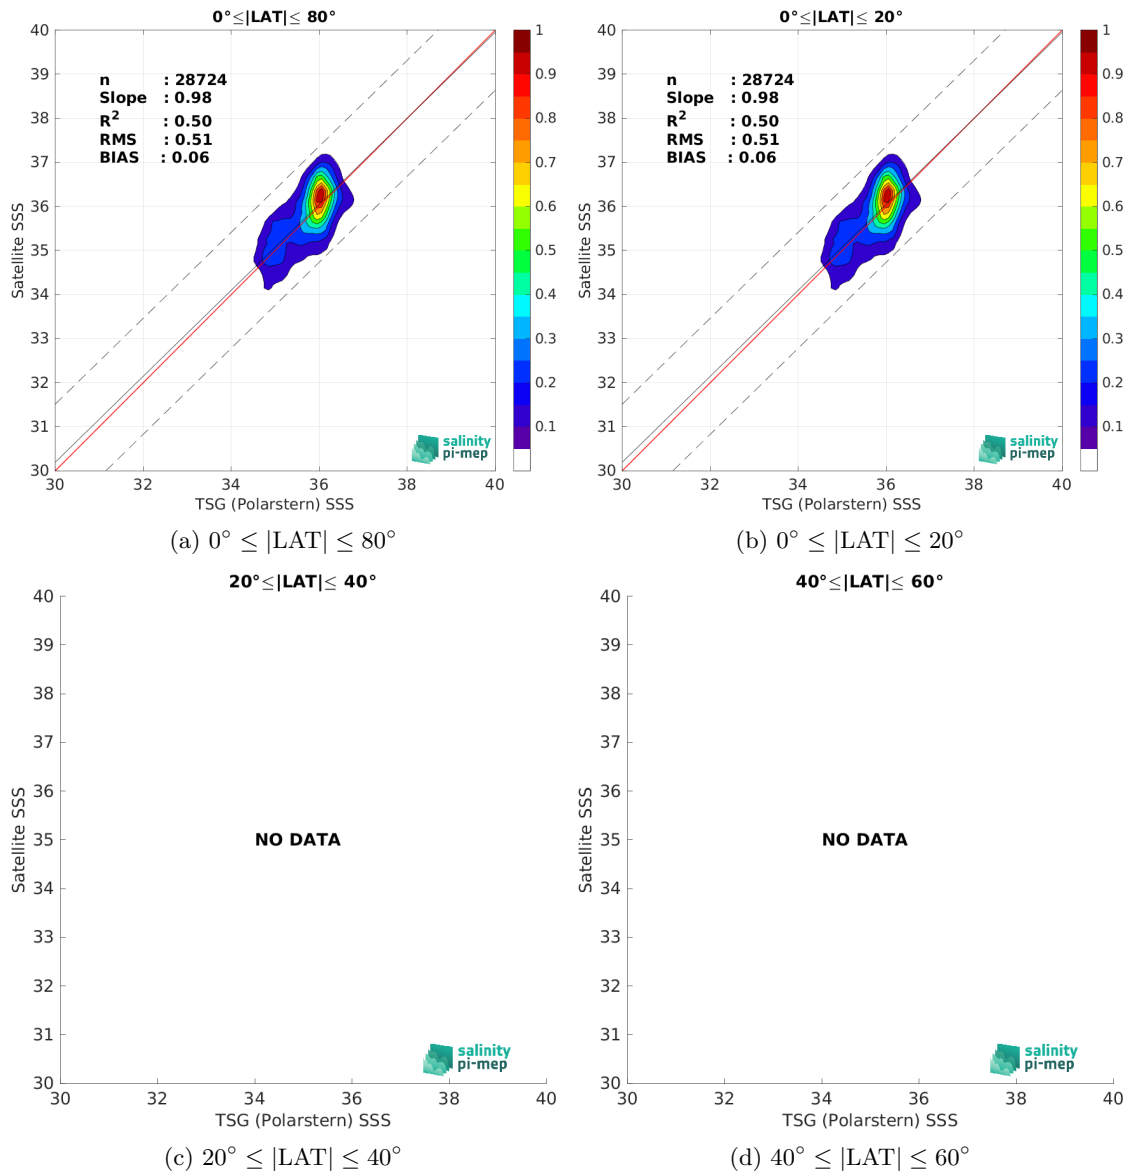 0°≤|LAT|≤ 80°
40
39
38
37
36
35
34
33
32
31
30
Satellite SSS
n : 28724
Slope : 0.98
R² : 0.50
RMS : 0.51
BIAS : 0.06
1
0.9
0.8
0.7
0.6
0.5
0.4
0.3
0.2
0.1
salinity
pi-mep
30 32 34 36 38 40
TSG (Polarstern) SSS
(a) 0° ≤ |LAT| ≤ 80°
0°≤|LAT|≤ 20°
40
39
38
37
36
35
34
33
32
31
30
Satellite SSS
n : 28724
Slope : 0.98
R² : 0.50
RMS : 0.51
BIAS : 0.06
1
0.9
0.8
0.7
0.6
0.5
0.4
0.3
0.2
0.1
salinity
pi-mep
30 32 34 36 38 40
TSG (Polarstern) SSS
(b) 0° ≤ |LAT| ≤ 20°
20°≤|LAT|≤ 40°
40
39
38
37
36
35
34
33
32
31
30
Satellite SSS
NO DATA
salinity
pi-mep
30 32 34 36 38 40
TSG (Polarstern) SSS
(c) 20° ≤ |LAT| ≤ 40°
40°≤|LAT|≤ 60°
40
39
38
37
36
35
34
33
32
31
30
Satellite SSS
NO DATA
salinity
pi-mep
30 32 34 36 38 40
TSG (Polarstern) SSS
(d) 40° ≤ |LAT| ≤ 60°